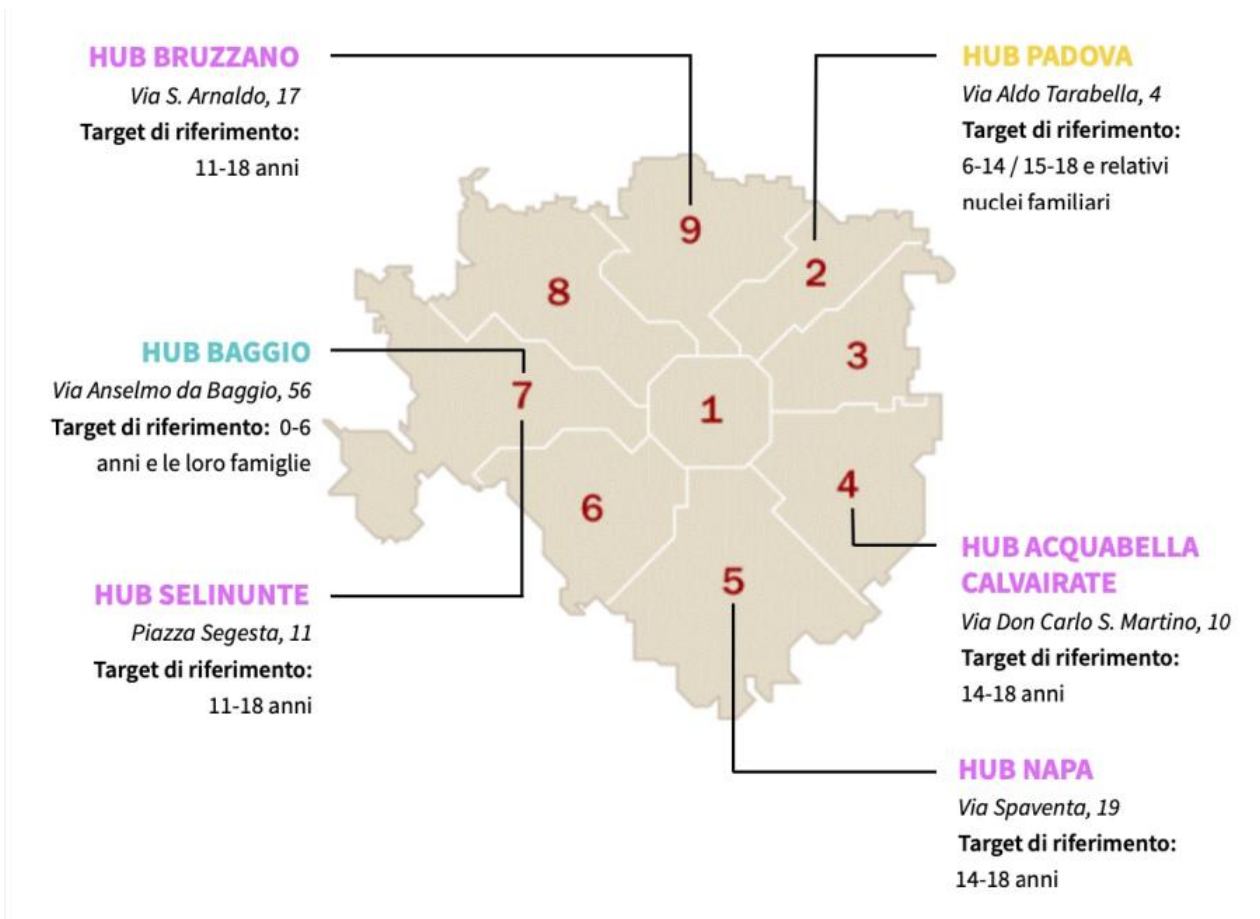 HUB BRUZZANO
Via S. Arnaldo, 17
Target di riferimento:
11-18 anni
HUB PADOVA
Via Aldo Tarabella, 4
Target di riferimento:
6-14 / 15-18 e relativi
nuclei familiari
9
2
8
3
HUB BAGGIO
Via Anselmo da Baggio, 56
Target di riferimento: 0-6
anni e le loro famiglie
7
1
4
6
5
HUB SELINUNTE
Piazza Segesta, 11
Target di riferimento:
11-18 anni
HUB ACQUABELLA
CALVAIRATE
Via Don Carlo S. Martino, 10
Target di riferimento:
14-18 anni
HUB NAPA
Via Spaventa, 19
Target di riferimento:
14-18 anni